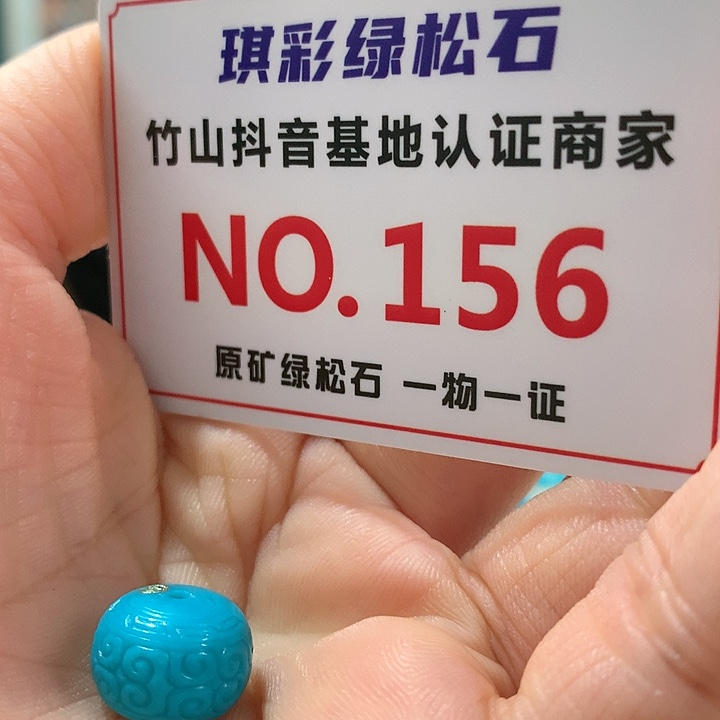 琪彩绿松石
竹山抖音基地认证商家
NO.156
原矿绿松石 一物一证